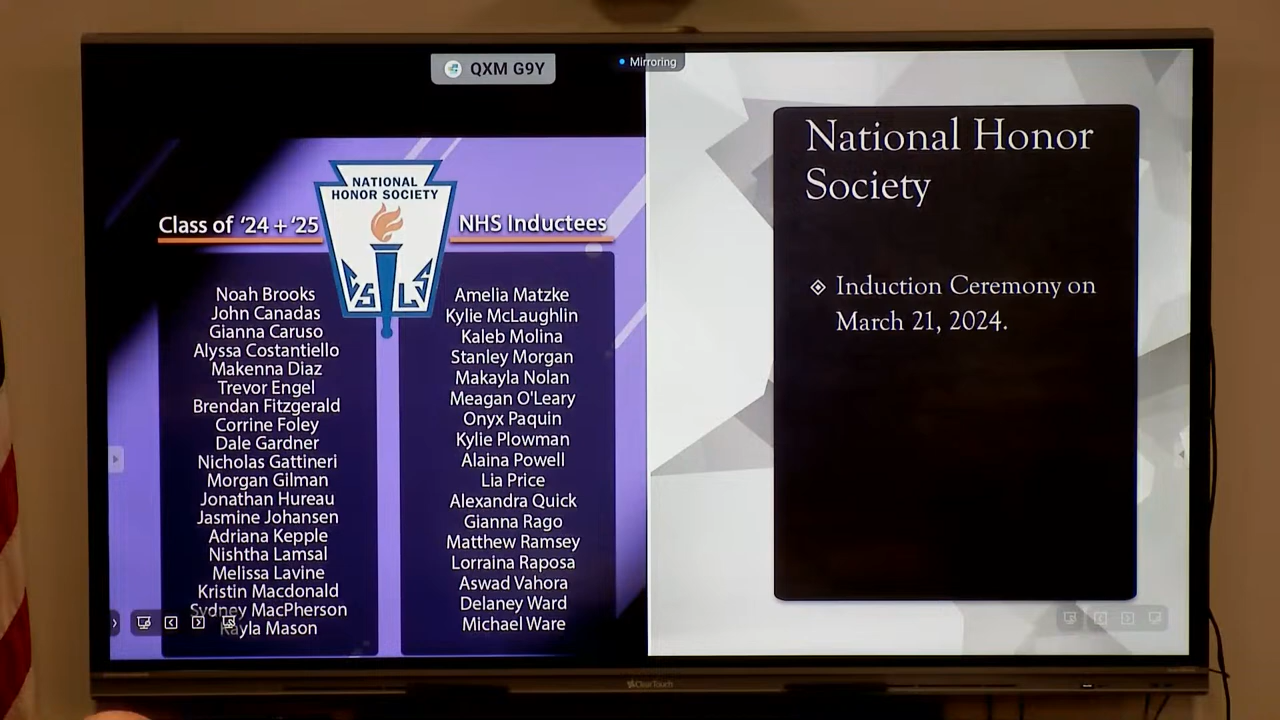 QXM G9Y
Mirroring
NATIONAL
HONOR SOCIETY
Class of ‘24 + ‘25
NHS Inductees
C S L S
Noah Brooks
John Canadas
Gianna Caruso
Alyssa Costantiello
Makenna Diaz
Trevor Engel
Brendan Fitzgerald
Corrine Foley
Dale Gardner
Nicholas Gattineri
Morgan Gilman
Jonathan Hureau
Jasmine Johansen
Adriana Kepple
Nishtha Lamsal
Melissa Lavine
Kristin Macdonald
Sydney MacPherson
Kayla Mason
Amelia Matzke
Kylie McLaughlin
Kaleb Molina
Stanley Morgan
Makayla Nolan
Meagan O'Leary
Onyx Paquin
Kylie Plowman
Alaina Powell
Lia Price
Alexandra Quick
Gianna Rago
Matthew Ramsey
Lorraina Raposa
Aswad Vahora
Delaney Ward
Michael Ware
National Honor
Society
Induction Ceremony on
March 21, 2024.
ClearTouch